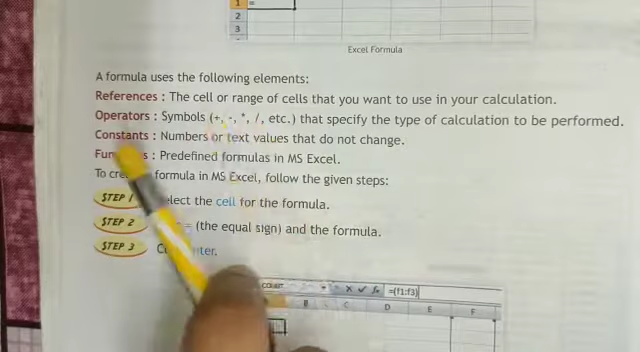 1 =
2
3
Excel Formula
A formula uses the following elements:
References : The cell or range of cells that you want to use in your calculation.
Operators : Symbols (+, -, *, /, etc.) that specify the type of calculation to be performed.
Constants : Numbers or text values that do not change.
Fun s : Predefined formulas in MS Excel.
To cre formula in MS Excel, follow the given steps:
STEP 1 lect the cell for the formula.
STEP 2 = (the equal sign) and the formula.
STEP 3 C nter.
COUNT X ✓ fx =(f1:f3)
B C D E F